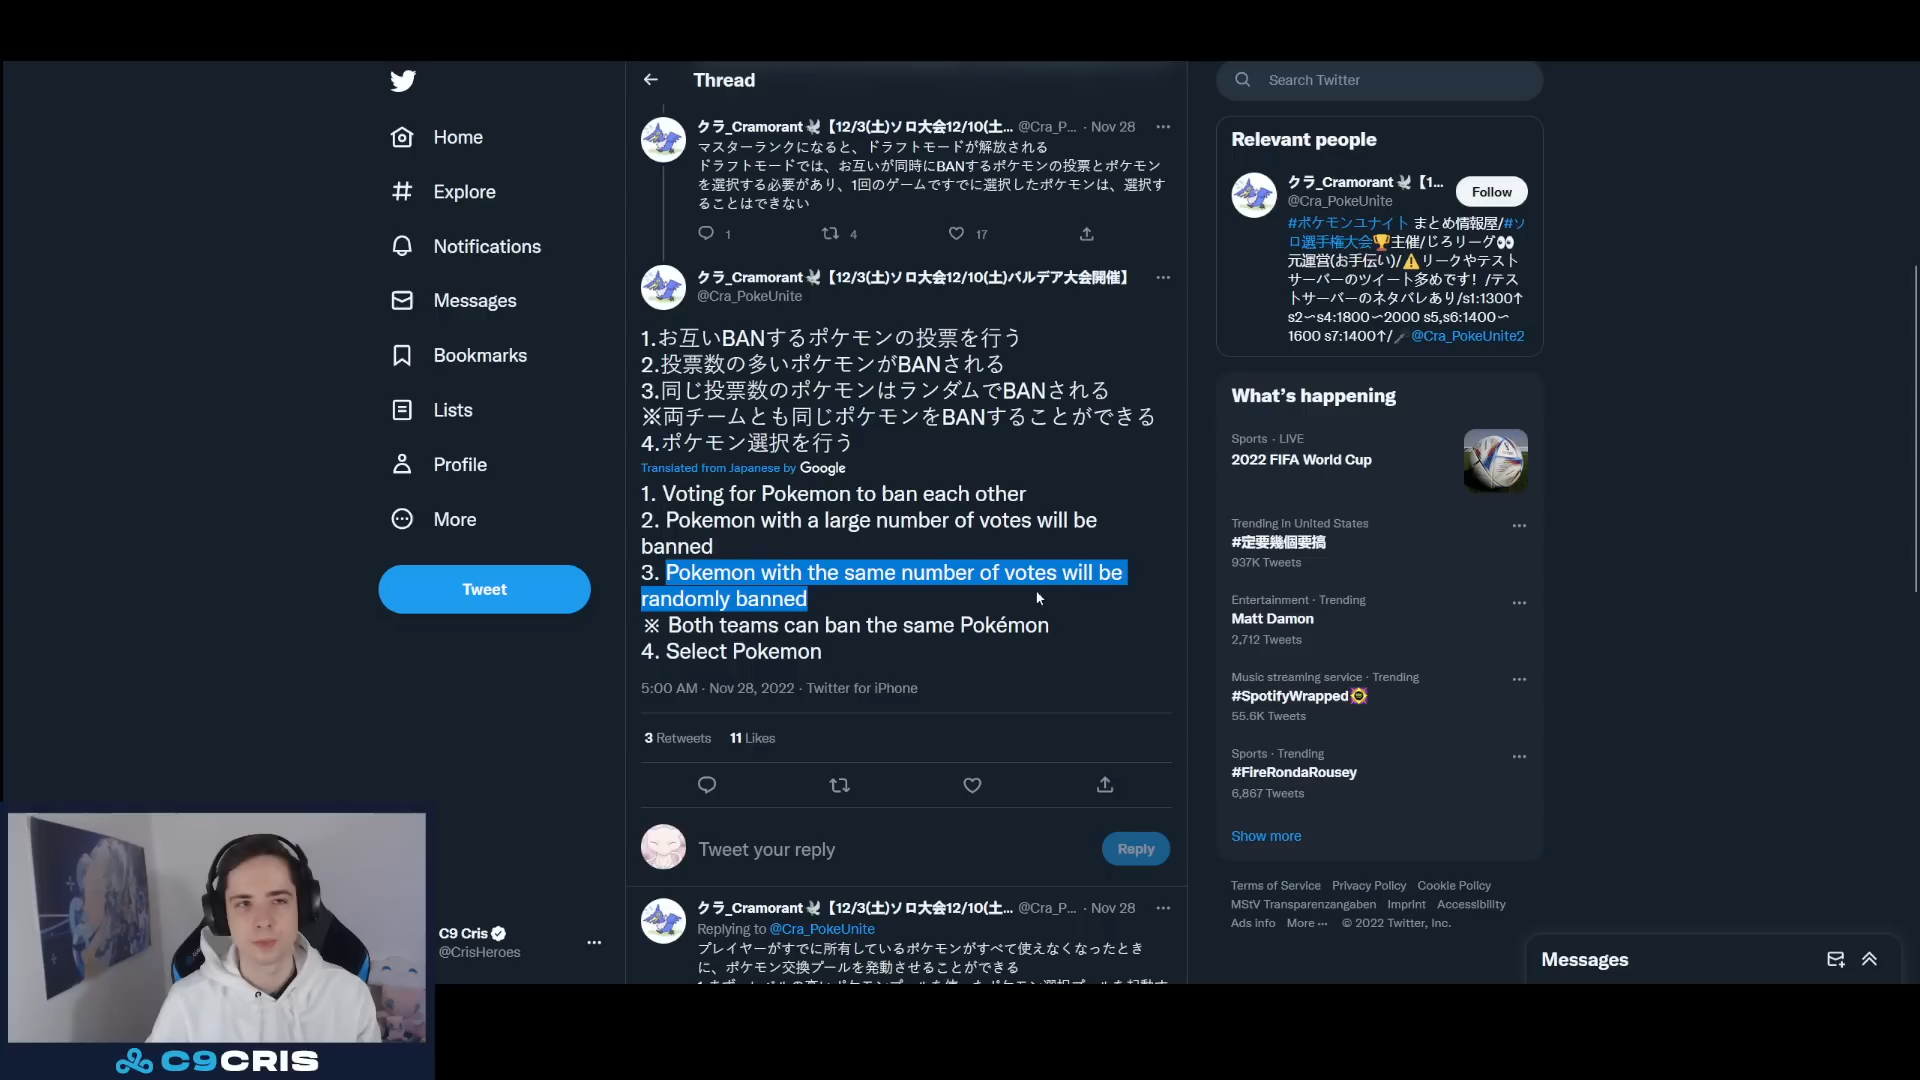 Home
Explore
Notifications
Messages
Bookmarks
Lists
Profile
More
Tweet
C9 Cris
@CrisHeroes
C9CRIS
Thread
クラ_Cramorant🕊【12/3(土)ソロ大会12/10(土... @Cra_P... · Nov 28
マスターランクになると、ドラフトモードが解放される
ドラフトモードでは、お互いが同時にBANするポケモンの投票とポケモン
を選択する必要があり、1回のゲームですでに選択したポケモンは、選択す
ることはできない
1 4 17
クラ_Cramorant🕊【12/3(土)ソロ大会12/10(土)パルデア大会開催】
@Cra_PokeUnite
1.お互いBANするポケモンの投票を行う
2.投票数の多いポケモンがBANされる
3.同じ投票数のポケモンはランダムでBANされる
※両チームとも同じポケモンをBANすることができる
4.ポケモン選択を行う
Translated from Japanese by Google
1. Voting for Pokemon to ban each other
2. Pokemon with a large number of votes will be
banned
3. Pokemon with the same number of votes will be
randomly banned
※ Both teams can ban the same Pokémon
4. Select Pokemon
5:00 AM · Nov 28, 2022 · Twitter for iPhone
3 Retweets 11 Likes
Tweet your reply
Reply
クラ_Cramorant🕊【12/3(土)ソロ大会12/10(土... @Cra_P... · Nov 28
Replying to @Cra_PokeUnite
プレイヤーがすでに所有しているポケモンがすべて使えなくなったとき
に、ポケモン交換プールを発動させることができる
Search Twitter
Relevant people
クラ_Cramorant🕊【1...
@Cra_PokeUnite
Follow
#ポケモンユナイト まとめ情報屋/#ソ
ロ選手権大会🏆主催/じろリーグ👀
元運営(お手伝い)/⚠リークやテスト
サーバーのツイート多めです！/テス
トサーバーのネタバレあり/s1:1300↑
s2〜s4:1800〜2000 s5,s6:1400〜
1600 s7:1400↑/🎤@Cra_PokeUnite2
What's happening
Sports · LIVE
2022 FIFA World Cup
Trending in United States
#定要幾個要搞
937K Tweets
Entertainment · Trending
Matt Damon
2,712 Tweets
Music streaming service · Trending
#SpotifyWrapped
55.6K Tweets
Sports · Trending
#FireRondaRousey
6,867 Tweets
Show more
Terms of Service Privacy Policy Cookie Policy
MStV Transparenzangaben Imprint Accessibility
Ads info More ··· © 2022 Twitter, Inc.
Messages